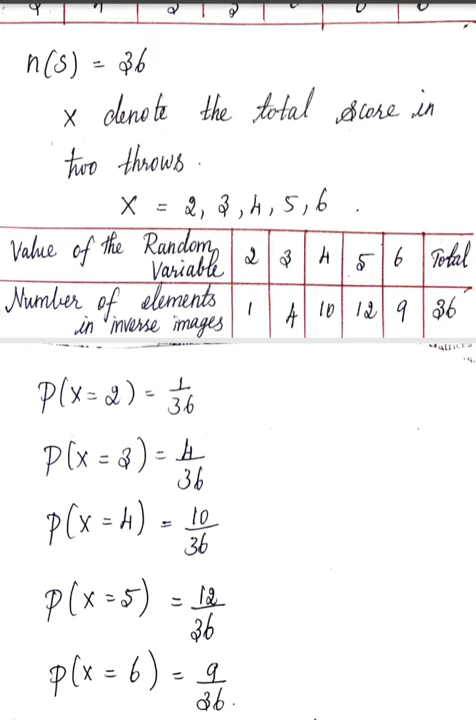 n(S) = 36
X denote the total score in
two throws.
X = 2, 3, 4, 5, 6.
Value of the Random Variable 2 3 4 5 6 Total
Number of elements in inverse images 1 4 10 12 9 36
P(X = 2) = 1/36
P(X = 3) = 4/36
P(X = 4) = 10/36
P(X = 5) = 12/36
P(X = 6) = 9/36.